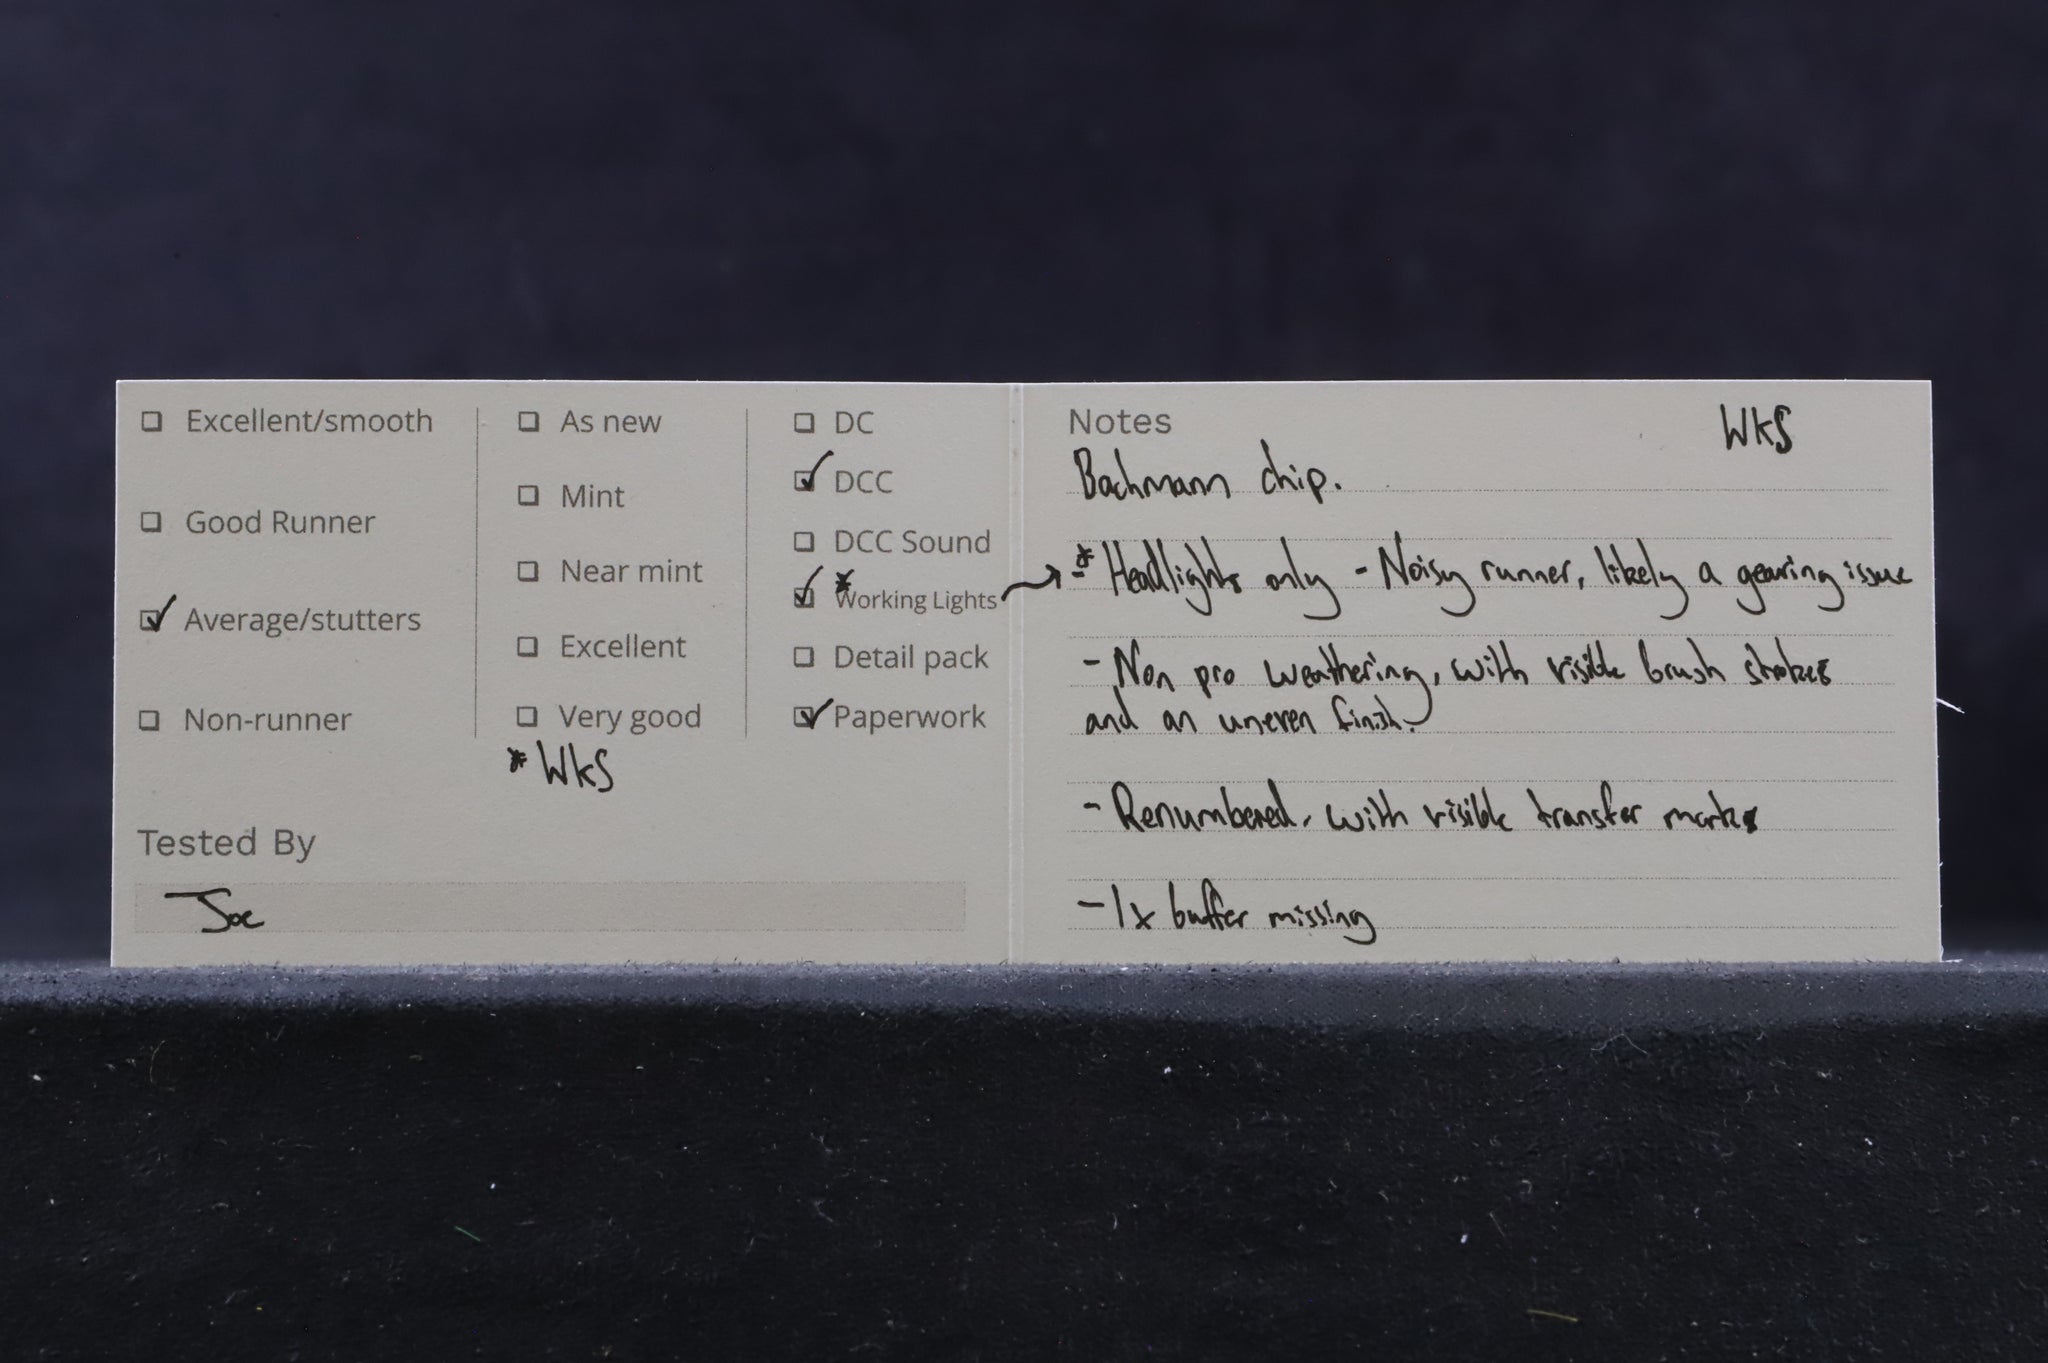 ☐ Excellent/smooth
☐ Good Runner
☑ Average/stutters
☐ Non-runner
☐ As new
☐ Mint
☐ Near mint
☐ Excellent
☐ Very good
* WKS
☐ DC
☑ DCC
☐ DCC Sound
☑ *Working Lights
☐ Detail pack
☑ Paperwork
Tested By
Joe
Notes WKS
Bachmann chip.
* Headlights only - Noisy runner, likely a gearing issue
- Non pro weathering, with visible brush strokes
and an uneven finish.
- Renumbered, with visible transfer marks
- 1x buffer missing